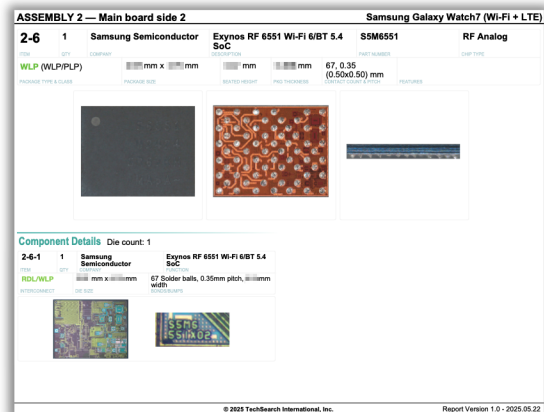 ASSEMBLY 2 — Main board side 2 Samsung Galaxy Watch7 (Wi-Fi + LTE)
2-6 1 Samsung Semiconductor Exynos RF 6551 Wi-Fi 6/BT 5.4 S5M6551 RF Analog
SoC
ITEM QTY COMPANY DESCRIPTION PART NUMBER CHIP TYPE
WLP (WLP/PLP) mm x mm mm mm 67, 0.35
(0.50x0.50) mm
PACKAGE TYPE & CLASS PACKAGE SIZE SEATED HEIGHT PKG THICKNESS CONTACT COUNT & PITCH FEATURES
Component Details Die count: 1
2-6-1 1 Samsung Exynos RF 6551 Wi-Fi 6/BT 5.4
Semiconductor SoC
ITEM QTY COMPANY FUNCTION
RDL/WLP mm x mm 67 Solder balls, 0.35mm pitch, mm
width
INTERCONNECT DIE SIZE
S5M6
551X02
© 2025 TechSearch International, Inc. Report Version 1.0 - 2025.05.22